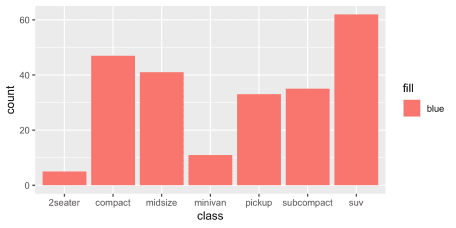 60
40
20
0
count
2seater compact midsize minivan pickup subcompact suv
class
fill
blue